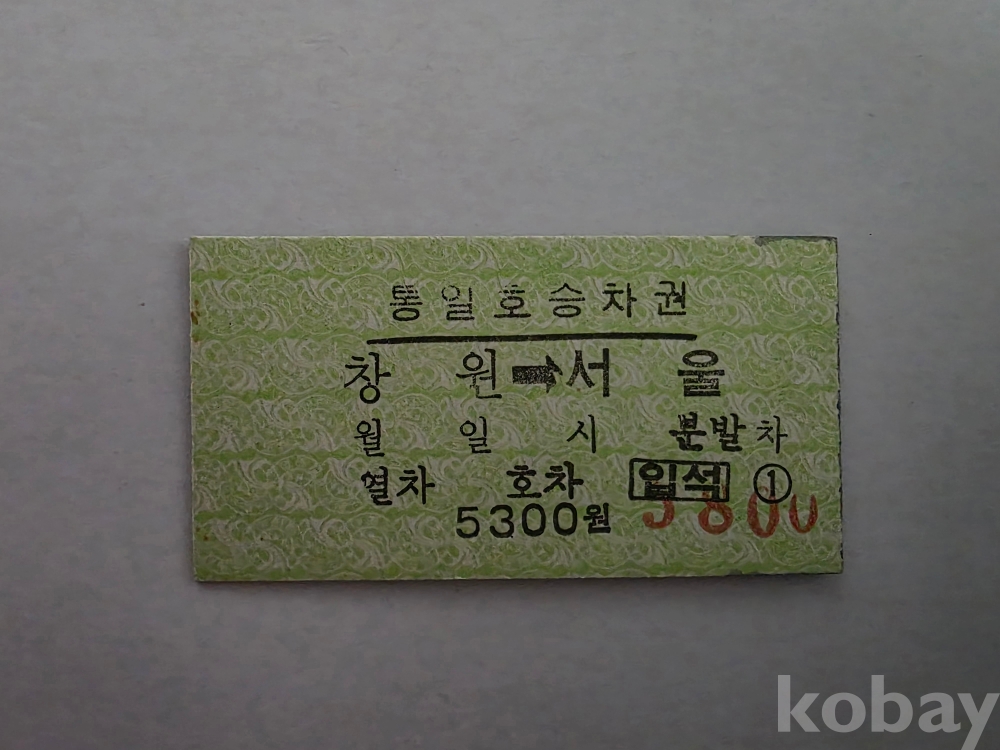 통일호승차권
창 원➡서 울
월 일 시 분발차
열차 호차 입석 ①
5300원 5800
kobay